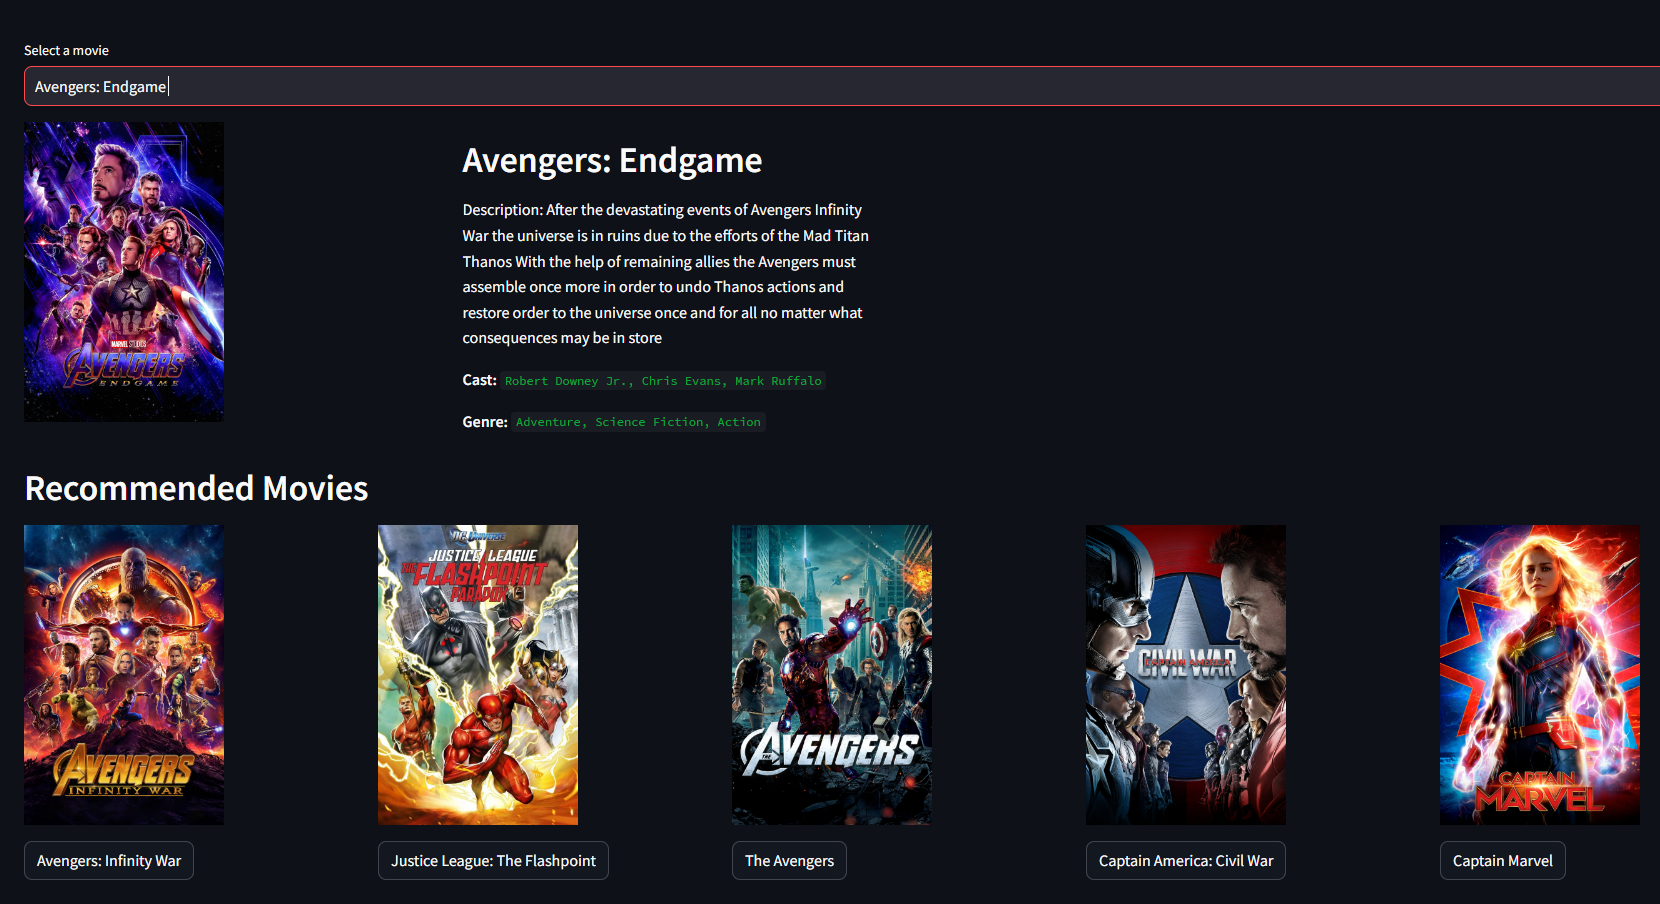 Select a movie
Avengers: Endgame
MARVEL STUDIOS
AVENGERS
ENDGAME
Avengers: Endgame
Description: After the devastating events of Avengers Infinity
War the universe is in ruins due to the efforts of the Mad Titan
Thanos With the help of remaining allies the Avengers must
assemble once more in order to undo Thanos actions and
restore order to the universe once and for all no matter what
consequences may be in store
Cast: Robert Downey Jr., Chris Evans, Mark Ruffalo
Genre: Adventure, Science Fiction, Action
Recommended Movies
AVENGERS
INFINITY WAR
DC UNIVERSE
JUSTICE LEAGUE
THE FLASHPOINT
PARADOX
THE AVENGERS
CAPTAIN AMERICA
CIVIL WAR
CAPTAIN
MARVEL
Avengers: Infinity War
Justice League: The Flashpoint
The Avengers
Captain America: Civil War
Captain Marvel